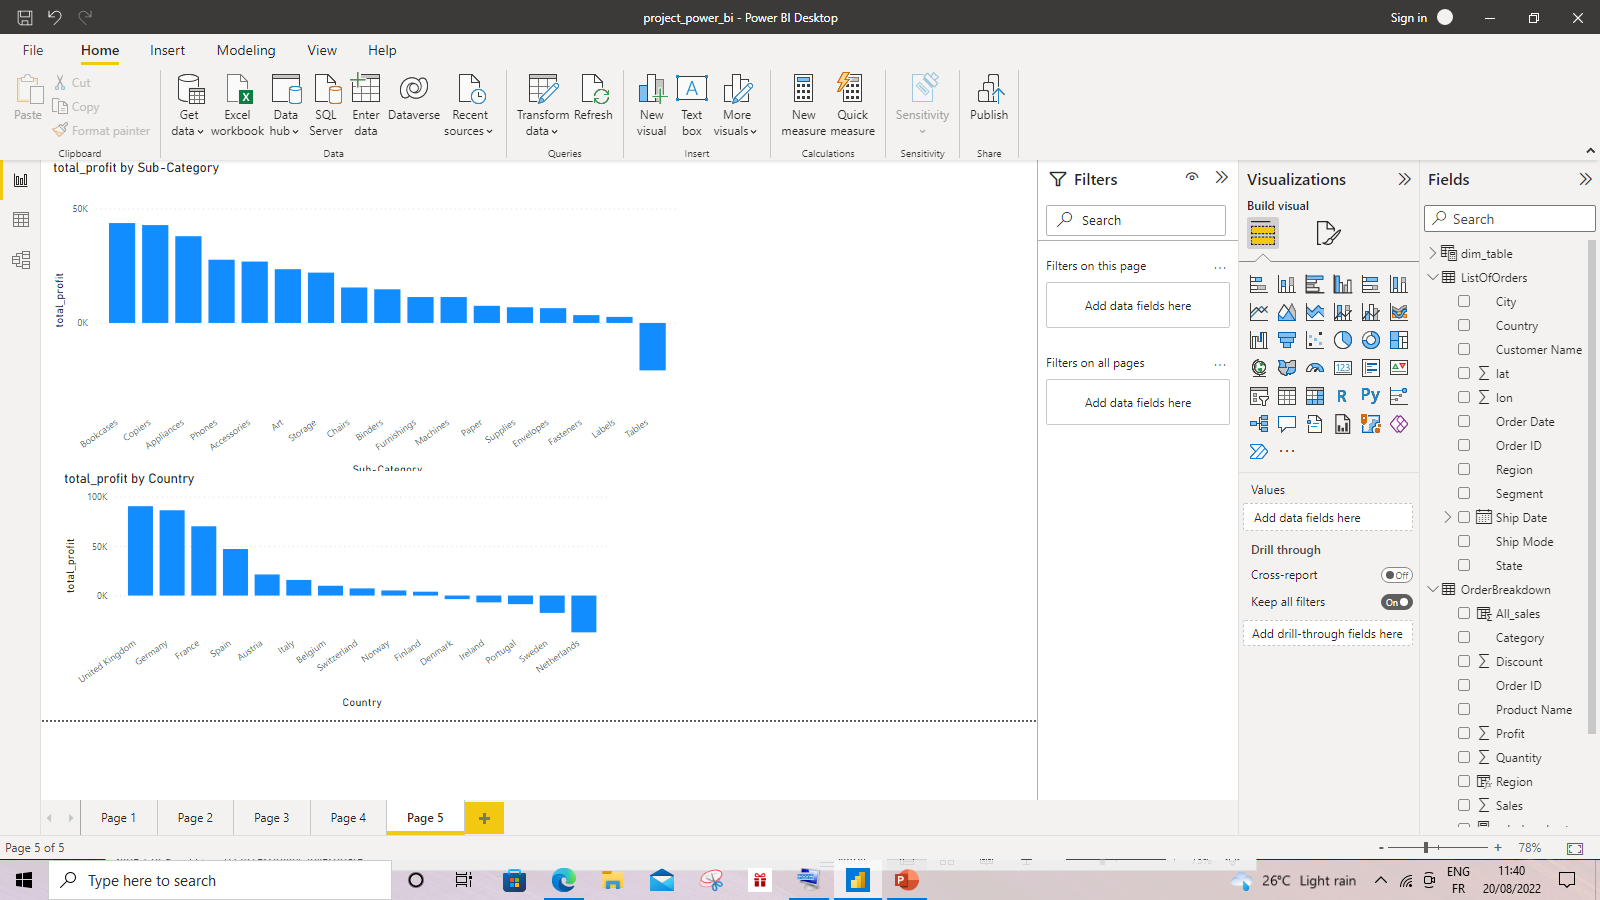 project_power_bi - Power BI Desktop
Sign in
File Home Insert Modeling View Help
Paste
Cut
Copy
Format painter
Clipboard
Get data
Excel workbook
Data hub
SQL Server
Enter data
Dataverse
Recent sources
Data
Transform data
Refresh
Queries
New visual
Text box
More visuals
Insert
New measure
Quick measure
Calculations
Sensitivity
Sensitivity
Publish
Share
total_profit by Sub-Category
50K
0K
total_profit
Bookcases
Copiers
Appliances
Phones
Accessories
Art
Storage
Chairs
Binders
Furnishings
Machines
Paper
Supplies
Envelopes
Fasteners
Labels
Tables
Sub-Category
total_profit by Country
100K
50K
0K
total_profit
United Kingdom
Germany
France
Spain
Austria
Italy
Belgium
Switzerland
Norway
Finland
Denmark
Ireland
Portugal
Sweden
Netherlands
Country
Filters
Search
Filters on this page
...
Add data fields here
Filters on all pages
...
Add data fields here
Visualizations
Build visual
123
R
Py
...
Values
Add data fields here
Drill through
Cross-report
Off
Keep all filters
On
Add drill-through fields here
Fields
Search
dim_table
ListOfOrders
City
Country
Customer Name
∑ lat
∑ lon
Order Date
Order ID
Region
Segment
Ship Date
Ship Mode
State
OrderBreakdown
All_sales
Category
∑ Discount
Order ID
Product Name
∑ Profit
∑ Quantity
Region
∑ Sales
Page 1
Page 2
Page 3
Page 4
Page 5
+
Page 5 of 5
- + 78%
Type here to search
26°C Light rain
ENG
FR
11:40
20/08/2022